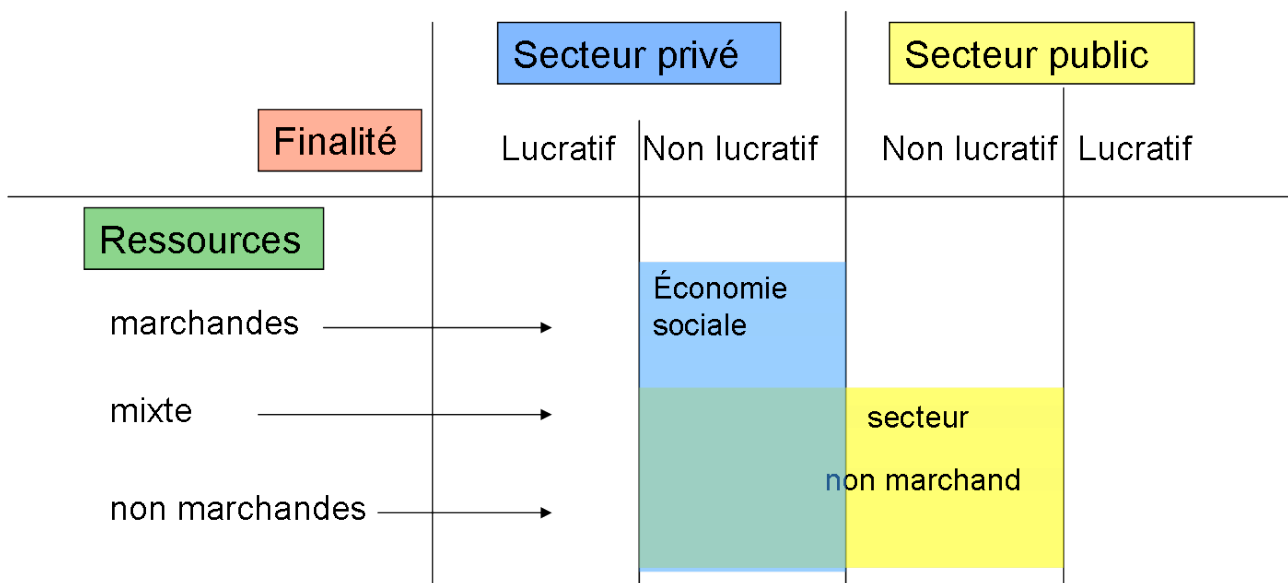 Secteur privé
Secteur public
Finalité
Lucratif
Non lucratif
Non lucratif
Lucratif
Ressources
marchandes
Économie
sociale
mixte
secteur
non marchand
non marchandes